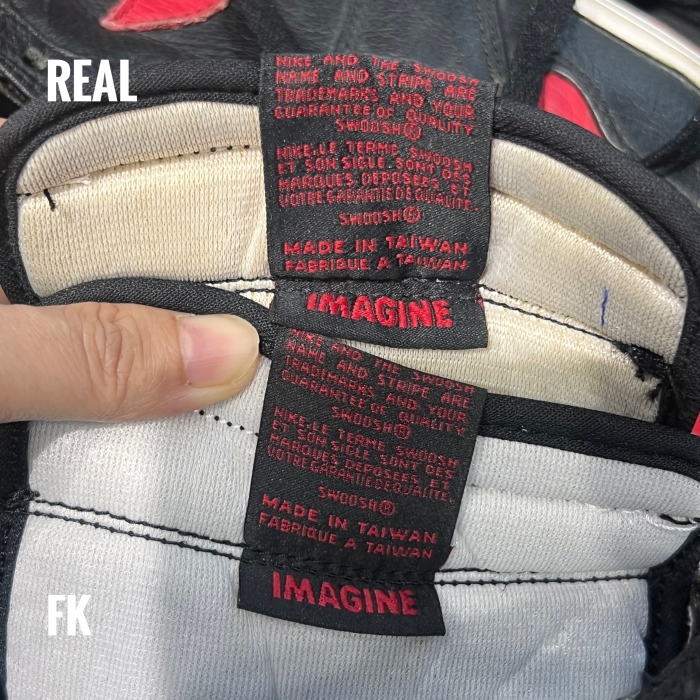 REAL
NIKE AND THE SWOOSH
NAME AND STRIPE ARE
TRADEMARKS AND YOUR
GUARANTEE OF QUALITY
SWOOSH®
NIKE.LE TERME SWOOSH
ET SON SIGLE SONT DES
MARQUES DEPOSEES ET
VOTRE GARANTIE DE QUALITE.
SWOOSH®
MADE IN TAIWAN
FABRIQUE A TAIWAN
IMAGINE
NIKE AND THE SWOOSH
NAME AND STRIPE ARE
TRADEMARKS AND YOUR
GUARANTEE OF QUALITY
SWOOSH®
NIKE.LE TERME SWOOSH
ET SON SIGLE SONT DES
MARQUES DEPOSEES ET
VOTRE GARANTIE DE QUALITE.
SWOOSH®
MADE IN TAIWAN
FABRIQUE A TAIWAN
IMAGINE
FK